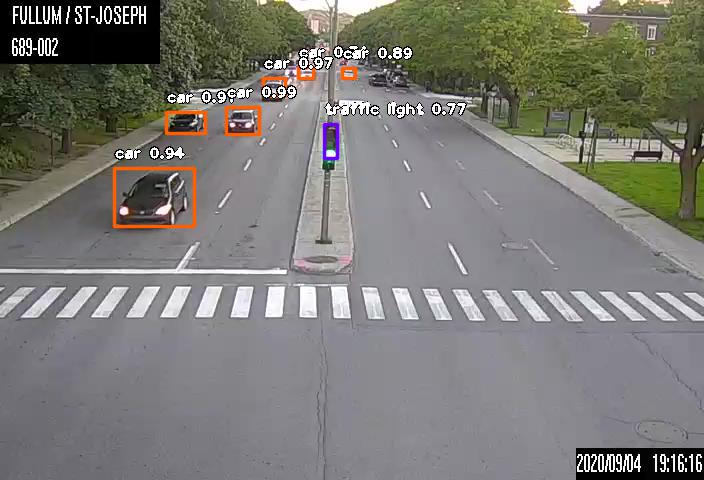 FULLUM / ST-JOSEPH
689-002
car 0.89
car 0.97
car 0.99
traffic light 0.77
car 0.94
2020/09/04 19:16:16